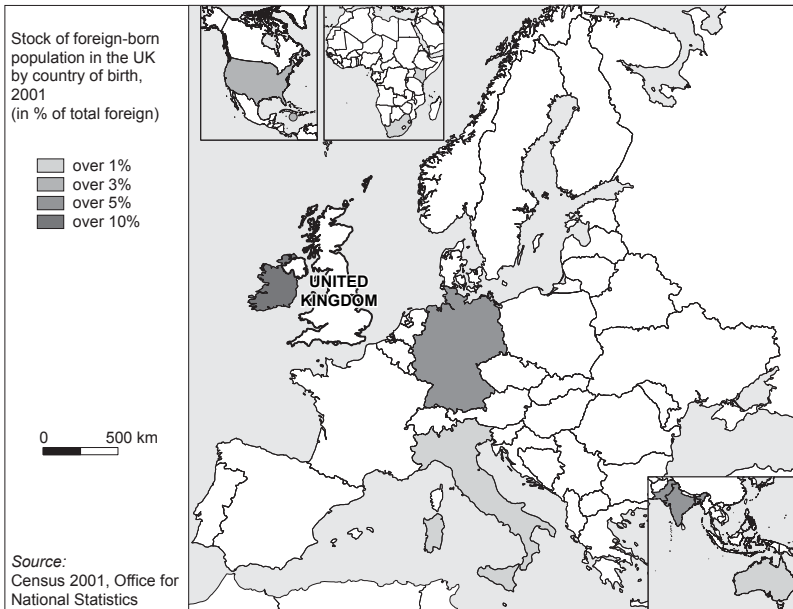 Stock of foreign-born
population in the UK
by country of birth,
2001
(in % of total foreign)
over 1%
over 3%
over 5%
over 10%
UNITED
KINGDOM
0 500 km
Source:
Census 2001, Office for
National Statistics